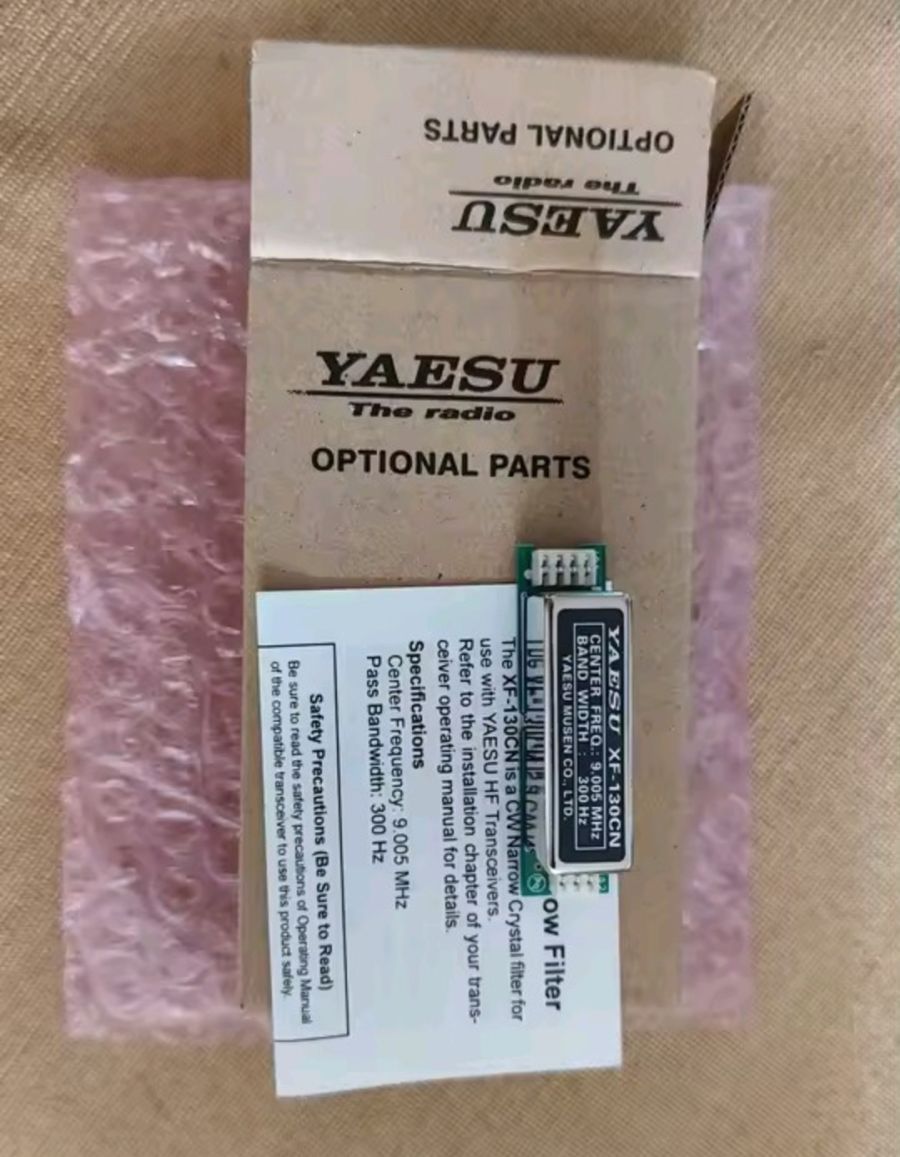 OPTIONAL PARTS
The radio
YAESU
YAESU
The radio
OPTIONAL PARTS
YAESU XF-130CN
CENTER FREQ.: 9.005 MHz
BAND WIDTH : 300 Hz
YAESU MUSEN CO., LTD.
Filter
The XF-130CN is a CW Narrow Crystal filter for
use with YAESU HF Transceivers.
Refer to the installation chapter of your trans-
ceiver operating manual for details.
Specifications
Center Frequency: 9.005 MHz
Pass Bandwidth: 300 Hz
Safety Precautions (Be Sure to Read)
Be sure to read the safety precautions of Operating Manual
of the compatible transceiver to use this product safely.